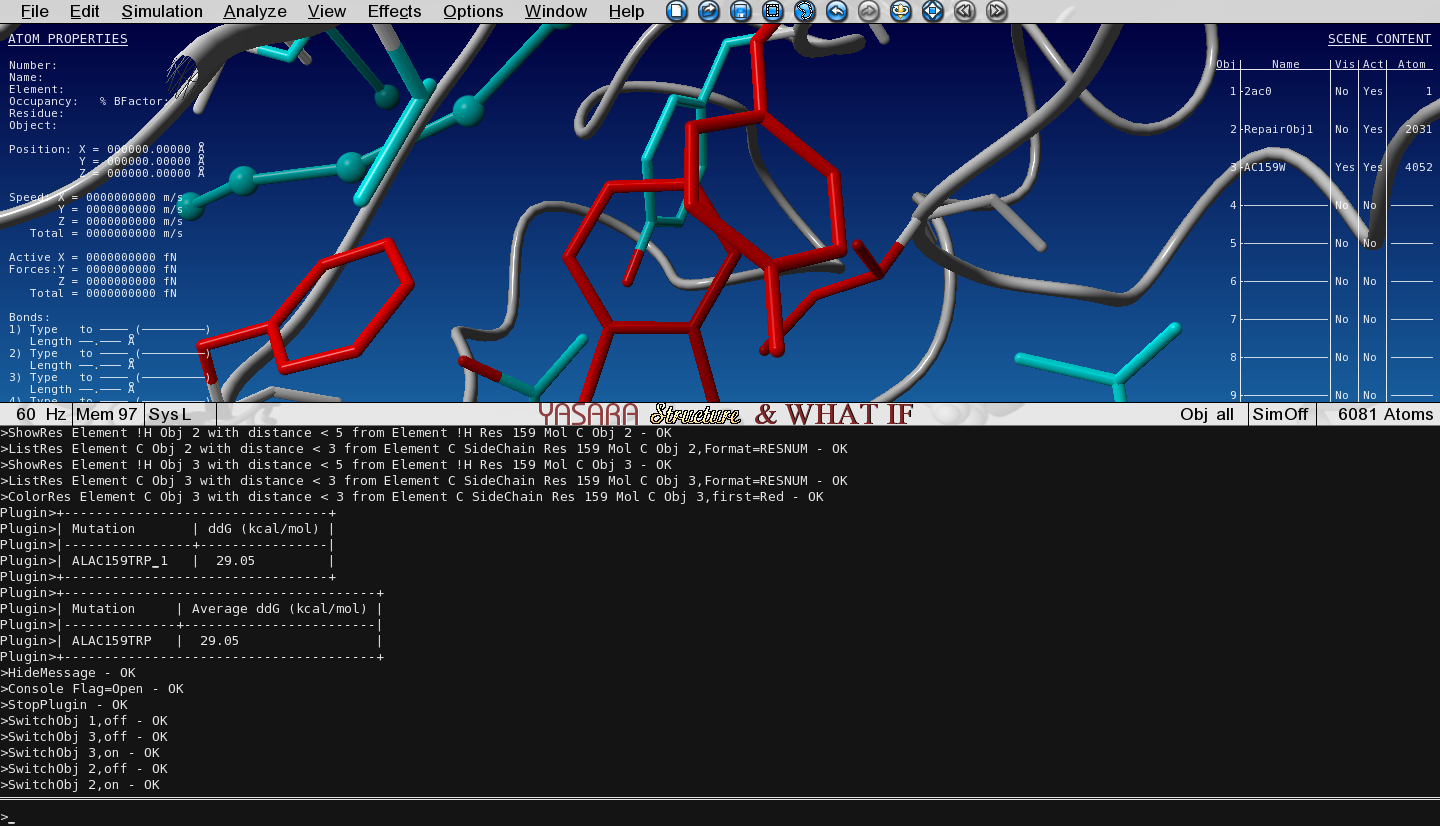 File Edit Simulation Analyze View Effects Options Window Help
ATOM PROPERTIES
Number:
Name:
Element:
Occupancy: % BFactor:
Residue:
Object:
Position: X = 000000.00000 Å
Y = 000000.00000 Å
Z = 000000.00000 Å
Speed: X = 0000000000 m/s
Y = 0000000000 m/s
Z = 0000000000 m/s
Total = 0000000000 m/s
Active X = 0000000000 fN
Forces:Y = 0000000000 fN
Z = 0000000000 fN
Total = 0000000000 fN
Bonds:
1) Type to ──── (─────────)
Length ──.─── Å
2) Type to ──── (─────────)
Length ──.─── Å
3) Type to ──── (─────────)
Length ──.─── Å
SCENE CONTENT
Obj Name Vis Act Atom
1 2ac0 No Yes 1
2 RepairObj1 No Yes 2031
3 AC159W Yes Yes 4052
4 No No
5 No No
6 No No
7 No No
8 No No
9 No No
60 Hz Mem 97 Sys L YASARA Structure & WHAT IF Obj all SimOff 6081 Atoms
>ShowRes Element !H Obj 2 with distance < 5 from Element !H Res 159 Mol C Obj 2 - OK
>ListRes Element C Obj 2 with distance < 3 from Element C SideChain Res 159 Mol C Obj 2,Format=RESNUM - OK
>ShowRes Element !H Obj 3 with distance < 5 from Element !H Res 159 Mol C Obj 3 - OK
>ListRes Element C Obj 3 with distance < 3 from Element C SideChain Res 159 Mol C Obj 3,Format=RESNUM - OK
>ColorRes Element C Obj 3 with distance < 3 from Element C SideChain Res 159 Mol C Obj 3,first=Red - OK
Plugin>+---------------------------------+
Plugin>| Mutation       | ddG (kcal/mol) |
Plugin>|----------------+----------------|
Plugin>| ALAC159TRP_1   |  29.05         |
Plugin>+---------------------------------+
Plugin>+---------------------------------------+
Plugin>| Mutation     | Average ddG (kcal/mol) |
Plugin>|--------------+------------------------|
Plugin>| ALAC159TRP   |  29.05                 |
Plugin>+---------------------------------------+
>HideMessage - OK
>Console Flag=Open - OK
>StopPlugin - OK
>SwitchObj 1,off - OK
>SwitchObj 3,off - OK
>SwitchObj 3,on - OK
>SwitchObj 2,off - OK
>SwitchObj 2,on - OK
>_